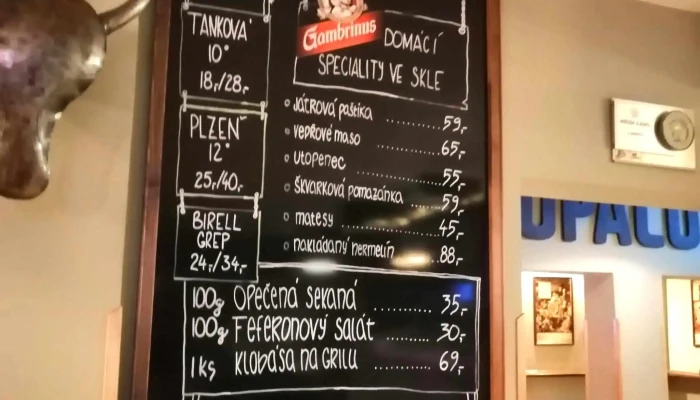 TANKOVÁ
10°
18,-/28,-
PLZEŇ
12°
25,-/40,-
BIRELL
GREP
24,-/34,-
Gambrinus
DOMÁCÍ
SPECIALITY VE SKLE
JÁTROVÁ PAŠTIKA ........... 59,-
VEPŘOVÉ MASO ........... 65,-
UTOPENEC ........... 55,-
ŠKVARKOVÁ POMAZÁNKA ........... 59,-
MATESY ........... 45,-
NAKLÁDANÝ HERMELÍN ....... 88,-
100g OPEČENÁ SEKANÁ ........... 35,-
100g FEFERONOVÝ SALÁT ......... 30,-
1ks KLOBÁSA NA GRILU ........... 69,-
OPALO